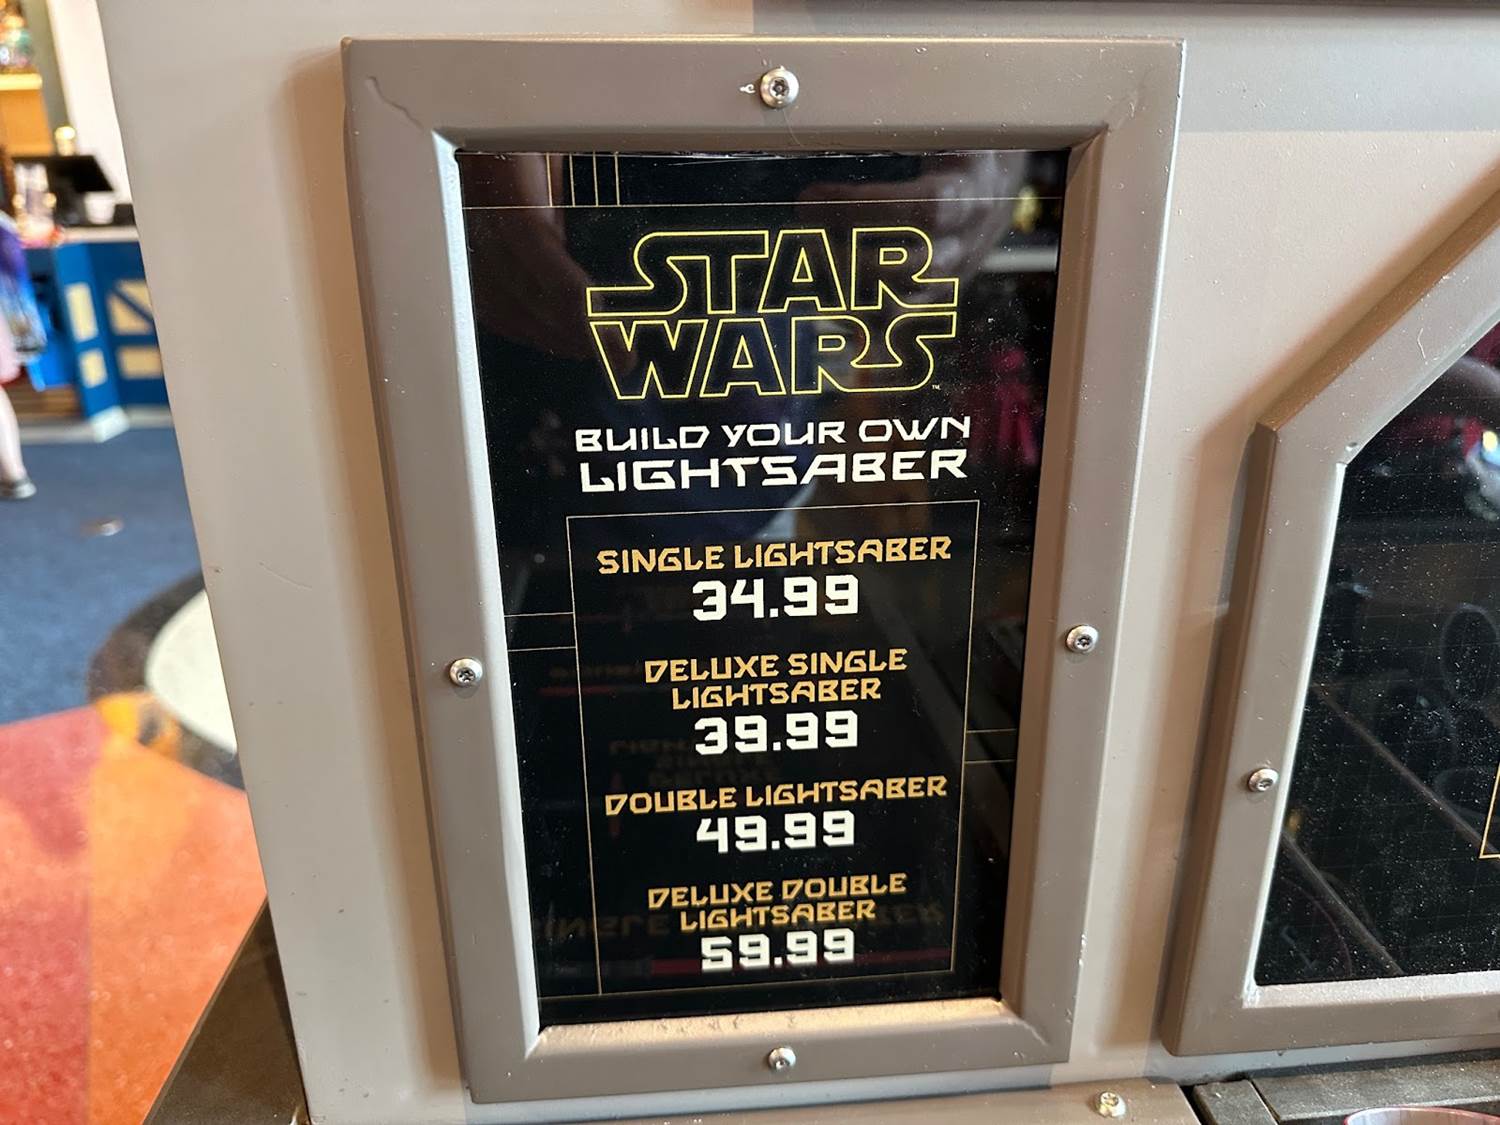 STAR
WARS
BUILD YOUR OWN
LIGHTSABER
SINGLE LIGHTSABER
34.99
DELUXE SINGLE
LIGHTSABER
39.99
DOUBLE LIGHTSABER
49.99
DELUXE DOUBLE
LIGHTSABER
59.99